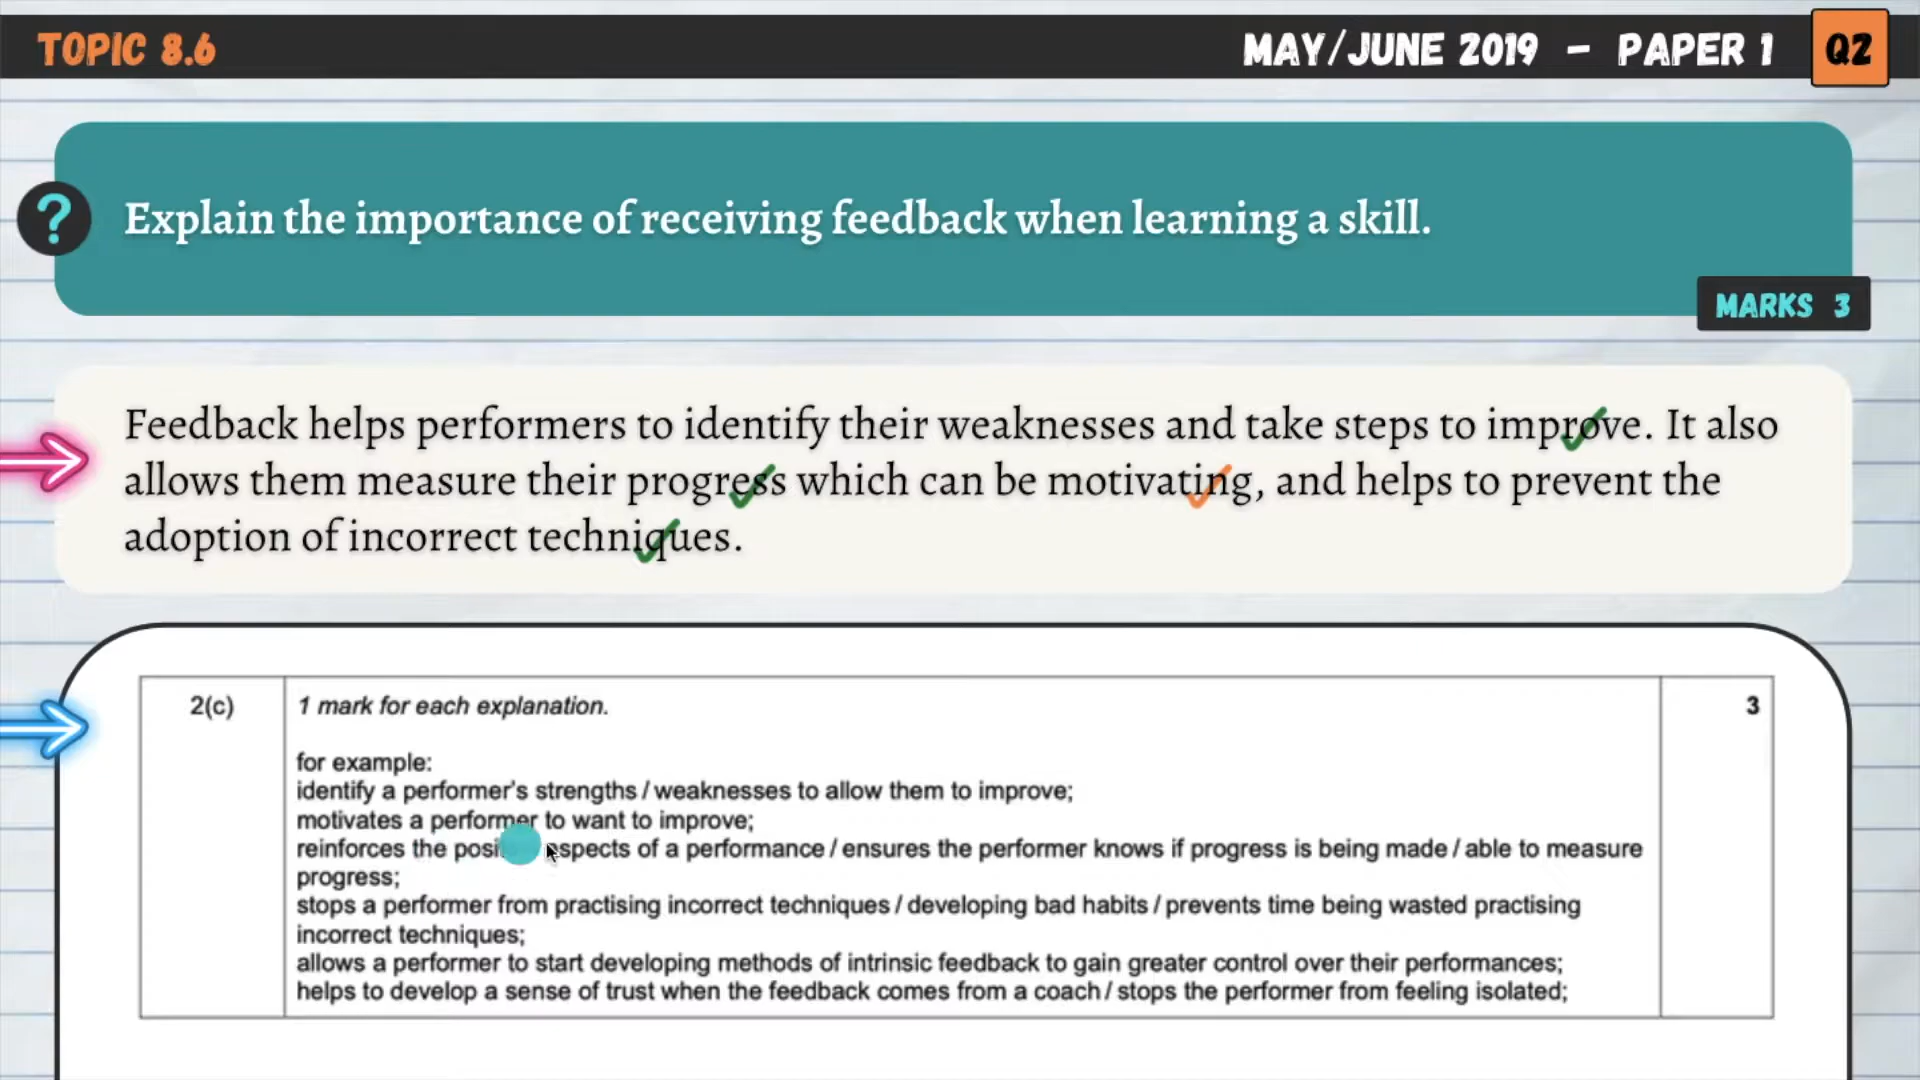 TOPIC 8.6
MAY/JUNE 2019 – PAPER 1
Q2
?
Explain the importance of receiving feedback when learning a skill.
MARKS 3
Feedback helps performers to identify their weaknesses and take steps to improve. It also
allows them measure their progress which can be motivating, and helps to prevent the
adoption of incorrect techniques.
2(c)
1 mark for each explanation.
3
for example:
identify a performer's strengths / weaknesses to allow them to improve;
motivates a performer to want to improve;
reinforces the aspects of a performance / ensures the performer knows if progress is being made / able to measure
progress;
stops a performer from practising incorrect techniques / developing bad habits / prevents time being wasted practising
incorrect techniques;
allows a performer to start developing methods of intrinsic feedback to gain greater control over their performances;
helps to develop a sense of trust when the feedback comes from a coach / stops the performer from feeling isolated;